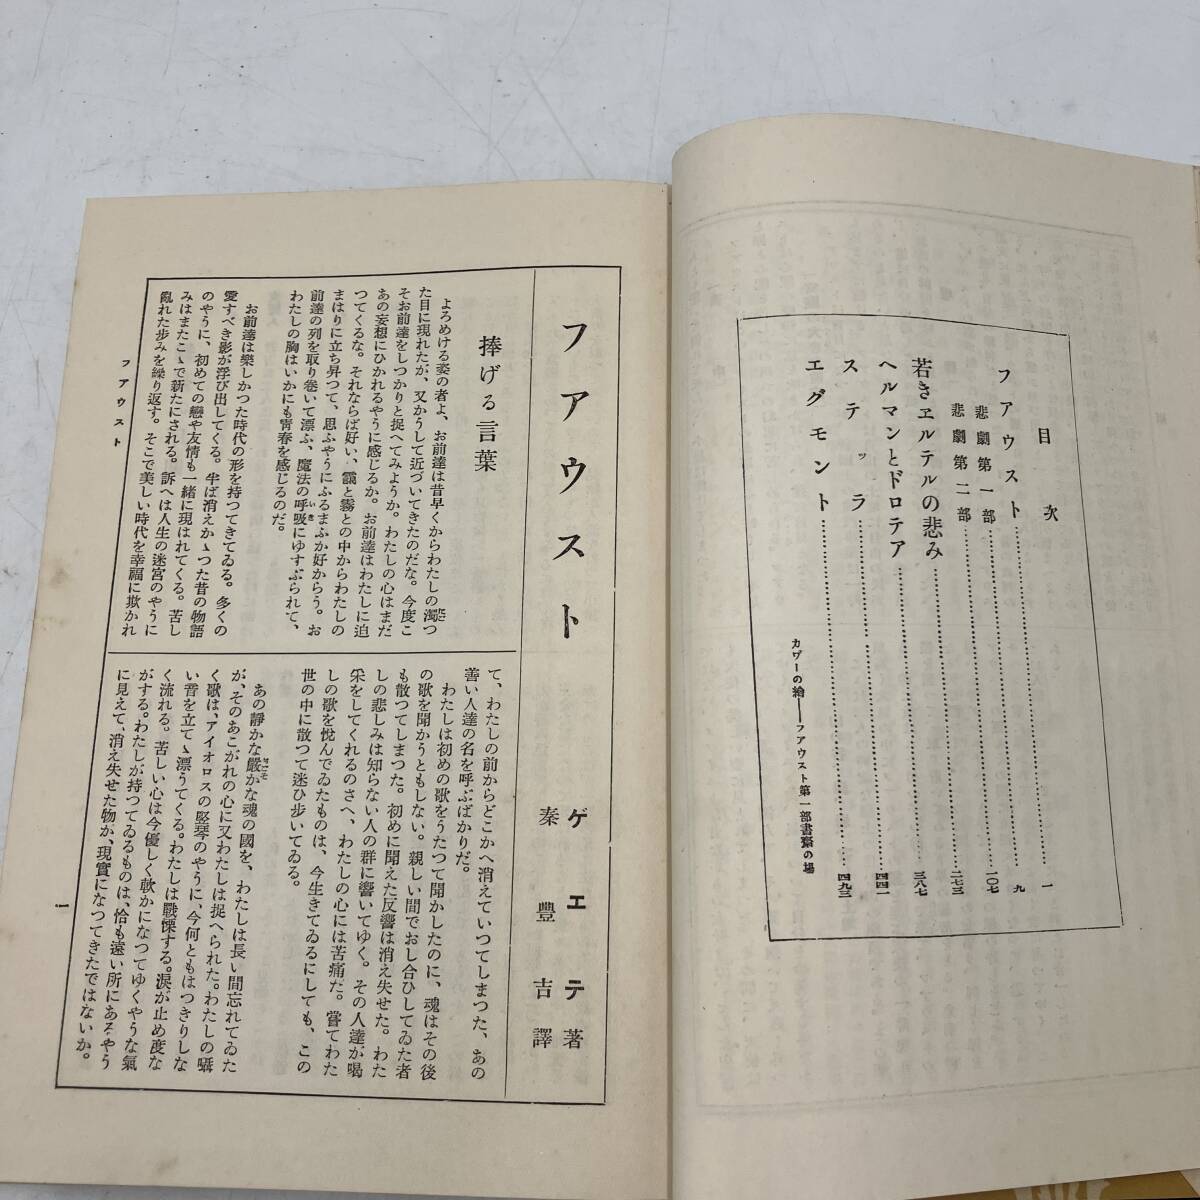 目次
フアウスト……一
悲劇第一部……九
悲劇第二部……一〇七
若きヱルテルの悲み……二七三
ヘルマンとドロテア……三八七
ステッラ……四四一
エグモント……四九三
カヴーの繪――フアウスト第一部書齋の場
フアウスト
ゲエテ著
秦豐吉譯
捧げる言葉
よろめける姿の者よ、お前達は昔早くからわたしの濁つ
た目に現れたが、又かうして近づいてきたのだな。今度こ
そお前達をしつかりと捉へてみようか。わたしの心はまだ
あの妄想にひかれるやうに感じるか。お前達はわたしに迫
つてくるな。それならば好い、靄と霧との中からわたしの
まはりに立ち昇つて、思ふやうにふるまふが好からう。お
前達の列を取り卷いて漂ふ、魔法の呼吸にゆすぶられて、
わたしの胸はいかにも靑春を感じるのだ。
お前達は樂しかつた時代の形を持つてきてゐる。多くの
愛すべき影が浮び出してくる。半ば消えかゝつた昔の物語
のやうに、初めての戀や友情も一緒に現はれてくる。苦し
みはまたこゝで新たにされる。訴へは人生の迷宮のやうに
亂れた步みを繰り返す。そこで美しい時代を幸福に欺かれ
て、わたしの前からどこかへ消えていつてしまつた、あの
善い人達の名を呼ぶばかりだ。
わたしは初めの歌をうたつて聞かしたのに、魂はその後
の歌を聞かうともしない。親しい間でおし合ひしてゐた者
も散つてしまつた。初めに聞えた反響は消え失せた。わた
しの悲しみは知らない人の群に響いてゆく。その人達が喝
采をしてくれるのさへ、わたしの心には苦痛だ。嘗てわた
しの歌を悅んでゐたものは、今生きてゐるにしても、この
世の中に散つて迷ひ步いてゐる。
あの靜かな嚴かな魂の國を、わたしは長い間忘れてゐた
が、そのあこがれの心に又わたしは捉へられた。わたしの囁
く歌は、アイオロスの竪琴のやうに、今何ともはつきりしな
い音を立てゝ漂うてくる。わたしは戰慄する。淚が止め度な
く流れる。苦しい心は今優しく軟かになつてゆくやうな氣
がする。わたしが持つてゐるものは、恰も遠い所にあるやう
に見えて、消え失せた物が、現實になつてきたではないか。
フアウスト
一